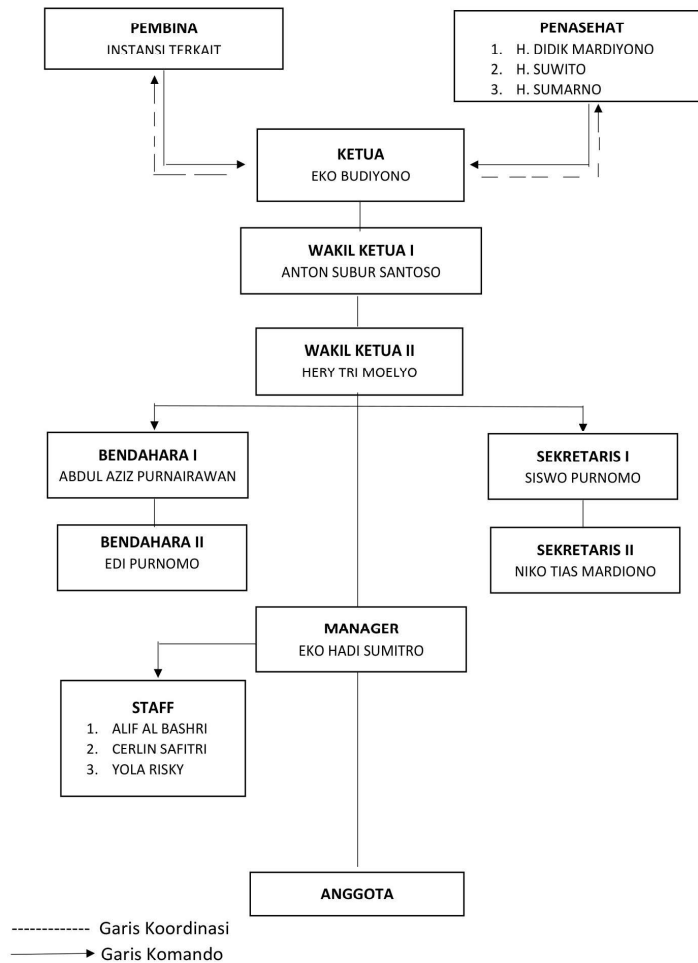 PEMBINA
INSTANSI TERKAIT
PENASEHAT
1. H. DIDIK MARDIYONO
2. H. SUWITO
3. H. SUMARNO
KETUA
EKO BUDIYONO
WAKIL KETUA I
ANTON SUBUR SANTOSO
WAKIL KETUA II
HERY TRI MOELYO
BENDAHARA I
ABDUL AZIZ PURNAIRAWAN
SEKRETARIS I
SISWO PURNOMO
BENDAHARA II
EDI PURNOMO
SEKRETARIS II
NIKO TIAS MARDIONO
MANAGER
EKO HADI SUMITRO
STAFF
1. ALIF AL BASHRI
2. CERLIN SAFITRI
3. YOLA RISKY
ANGGOTA
Garis Koordinasi
Garis Komando